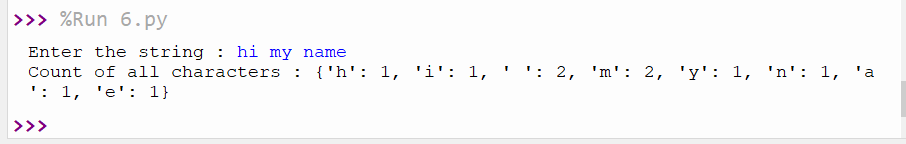 >>> %Run 6.py
Enter the string : hi my name
Count of all characters : {'h': 1, 'i': 1, ' ': 2, 'm': 2, 'y': 1, 'n': 1, 'a
': 1, 'e': 1}
>>>